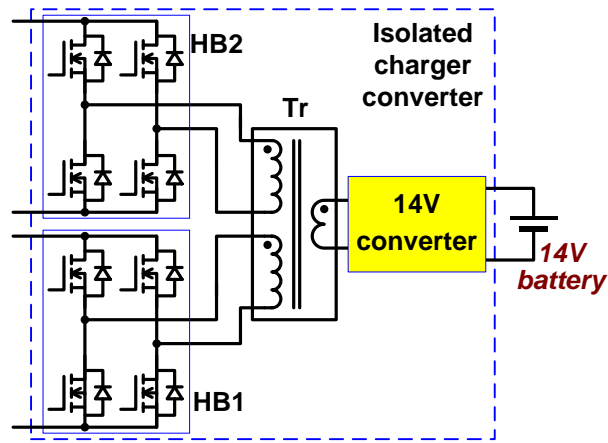 HB2
Isolated
charger
converter
Tr
14V
converter
14V
battery
HB1